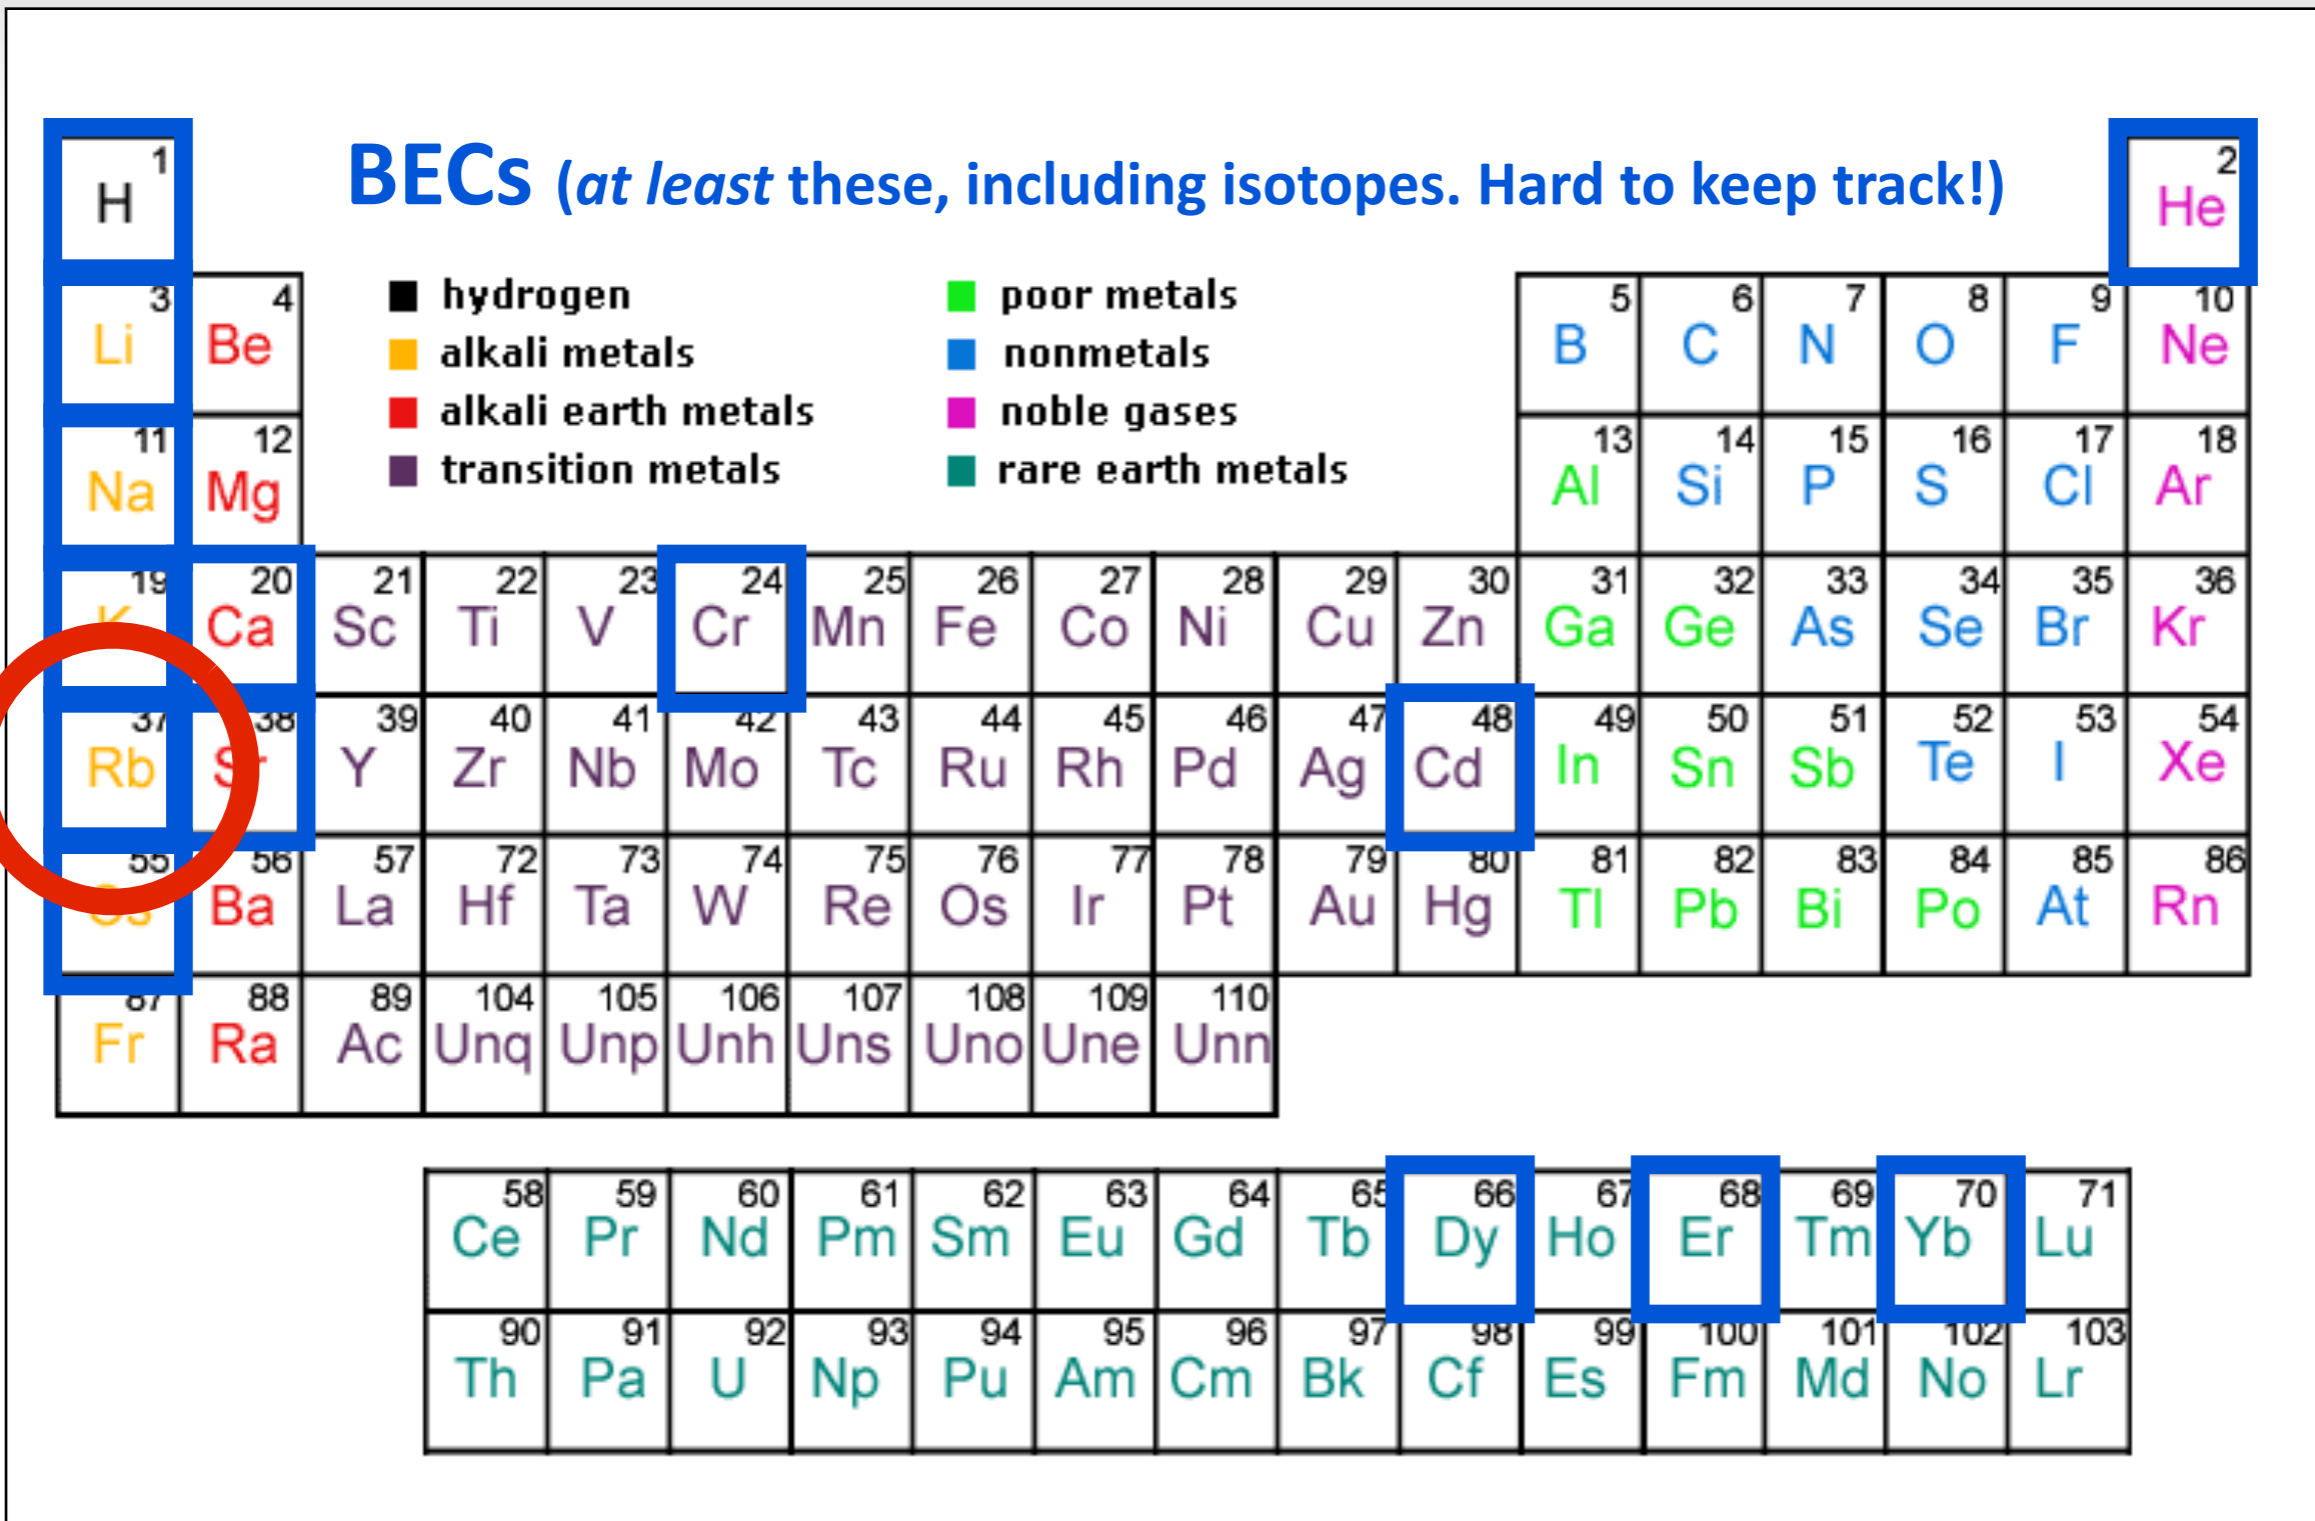 BECs (at least these, including isotopes. Hard to keep track!)
1 2
H He
hydrogen poor metals
alkali metals nonmetals
alkali earth metals noble gases
transition metals rare earth metals
3 4 5 6 7 8 9 10
Li Be B C N O F Ne
11 12 13 14 15 16 17 18
Na Mg Al Si P S Cl Ar
19 20 21 22 23 24 25 26 27 28 29 30 31 32 33 34 35 36
K Ca Sc Ti V Cr Mn Fe Co Ni Cu Zn Ga Ge As Se Br Kr
37 38 39 40 41 42 43 44 45 46 47 48 49 50 51 52 53 54
Rb Sr Y Zr Nb Mo Tc Ru Rh Pd Ag Cd In Sn Sb Te I Xe
55 56 57 72 73 74 75 76 77 78 79 80 81 82 83 84 85 86
Cs Ba La Hf Ta W Re Os Ir Pt Au Hg Tl Pb Bi Po At Rn
87 88 89 104 105 106 107 108 109 110
Fr Ra Ac Unq Unp Unh Uns Uno Une Unn
58 59 60 61 62 63 64 65 66 67 68 69 70 71
Ce Pr Nd Pm Sm Eu Gd Tb Dy Ho Er Tm Yb Lu
90 91 92 93 94 95 96 97 98 99 100 101 102 103
Th Pa U Np Pu Am Cm Bk Cf Es Fm Md No Lr